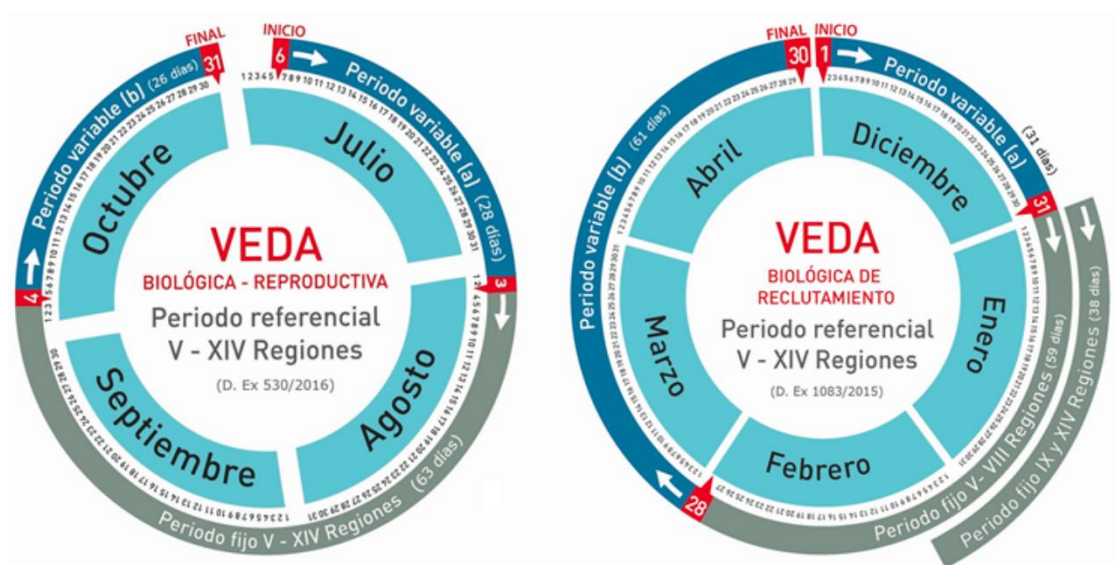 FINAL
INICIO
31
6
Periodo variable (b) (26 días)
Periodo variable (a) (28 días)
Octubre
Julio
4
3
VEDA
BIOLÓGICA - REPRODUCTIVA
Periodo referencial
V - XIV Regiones
(D. Ex 530/2016)
Septiembre
Agosto
Periodo fijo V - XIV Regiones (63 días)
FINAL
INICIO
30
1
Periodo variable (b) (61 días)
Periodo variable (a) (31 días)
Abril
Diciembre
31
VEDA
BIOLÓGICA DE
RECLUTAMIENTO
Periodo referencial
V - XIV Regiones
(D. Ex 1083/2015)
Marzo
Enero
Febrero
28
Periodo fijo V- VIII Regiones (59 días)
Periodo fijo IX y XIV Regiones (38 días)